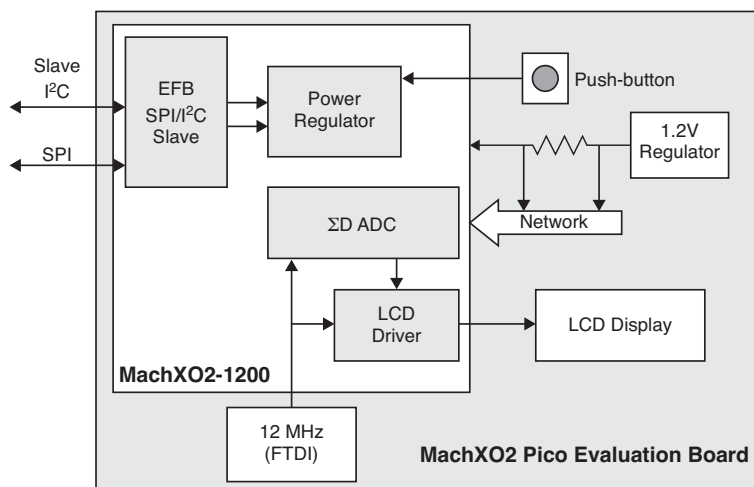 Slave
I²C
SPI
EFB
SPI/I²C
Slave
Power
Regulator
Push-button
1.2V
Regulator
Network
ΣD ADC
LCD
Driver
LCD Display
MachXO2-1200
12 MHz
(FTDI)
MachXO2 Pico Evaluation Board